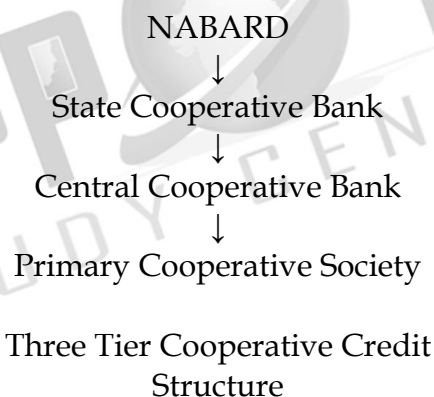 NABARD
↓
State Cooperative Bank
↓
Central Cooperative Bank
↓
Primary Cooperative Society
Three Tier Cooperative Credit
Structure